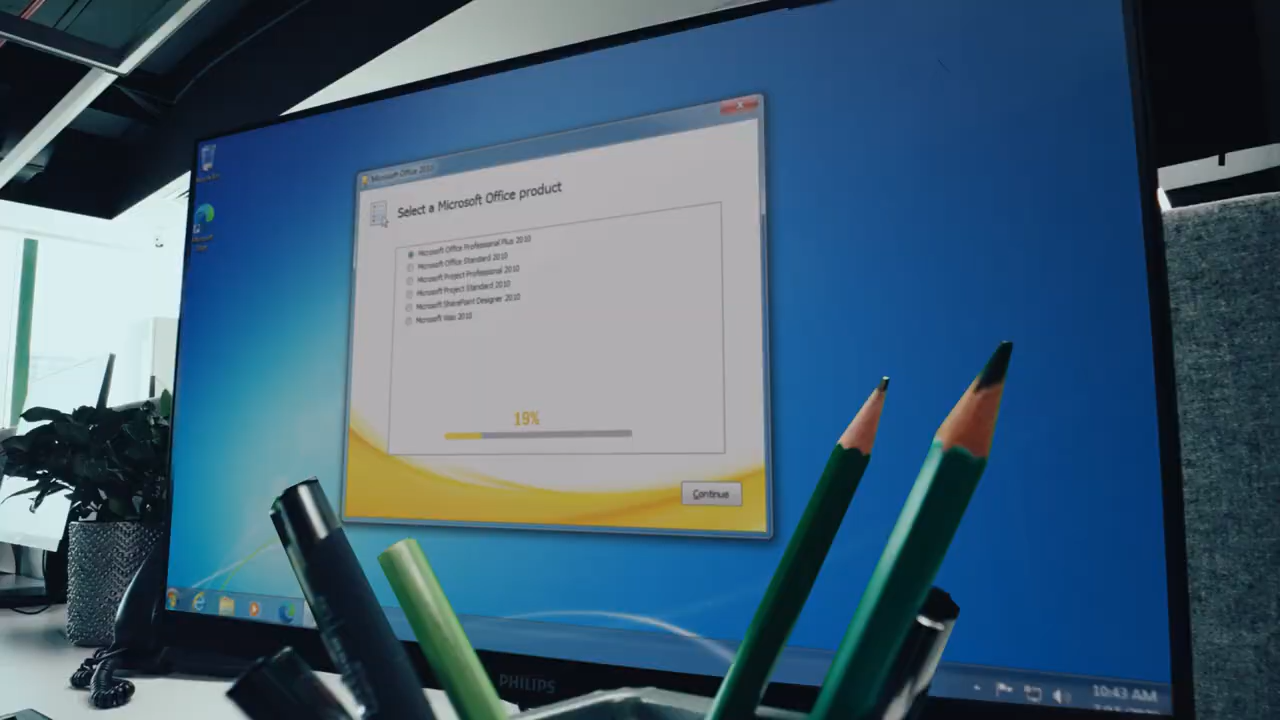 Microsoft Office 2010
Select a Microsoft Office product
Microsoft Office Professional Plus 2010
Microsoft Office Standard 2010
Microsoft Project Professional 2010
Microsoft Project Standard 2010
Microsoft SharePoint Designer 2010
Microsoft Visio 2010
19%
Continue
PHILIPS
10:43 AM